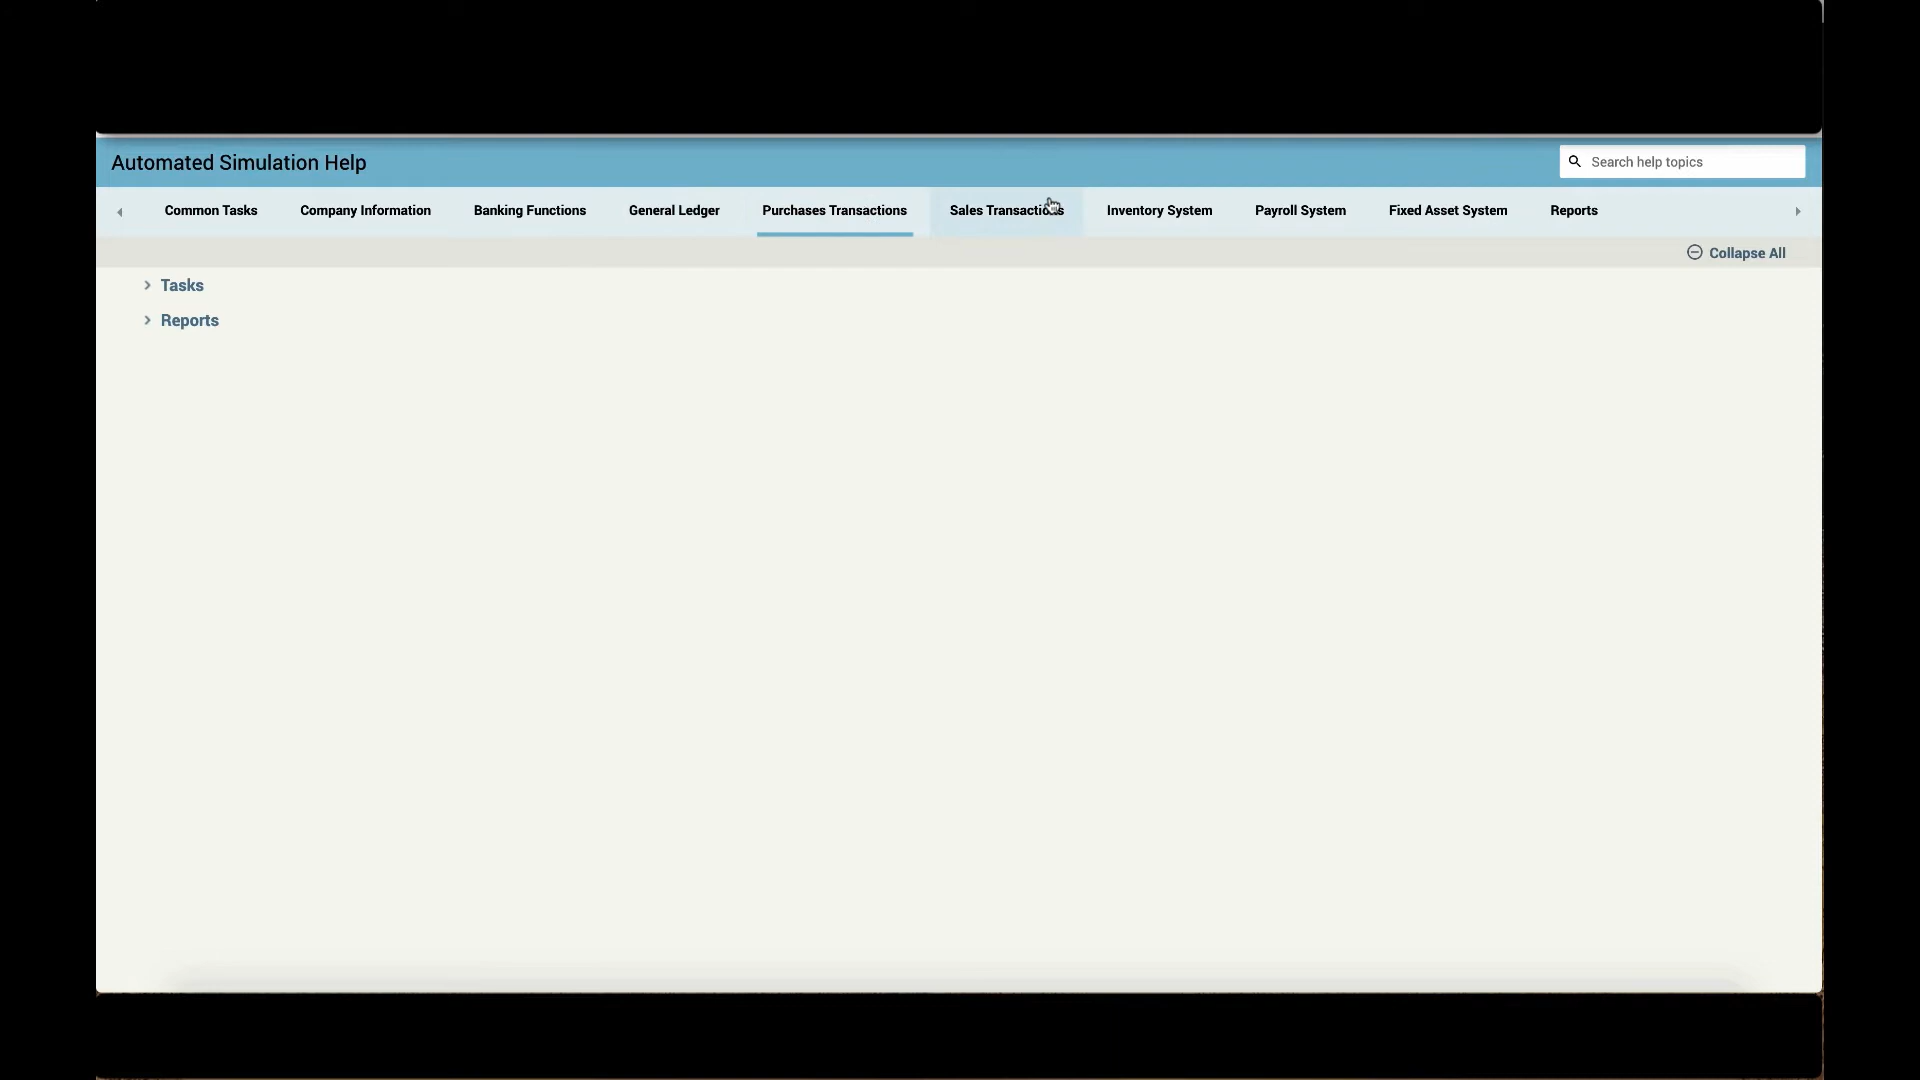 Automated Simulation Help
Search help topics
Common Tasks Company Information Banking Functions General Ledger Purchases Transactions Sales Transactions Inventory System Payroll System Fixed Asset System Reports
Collapse All
Tasks
Reports